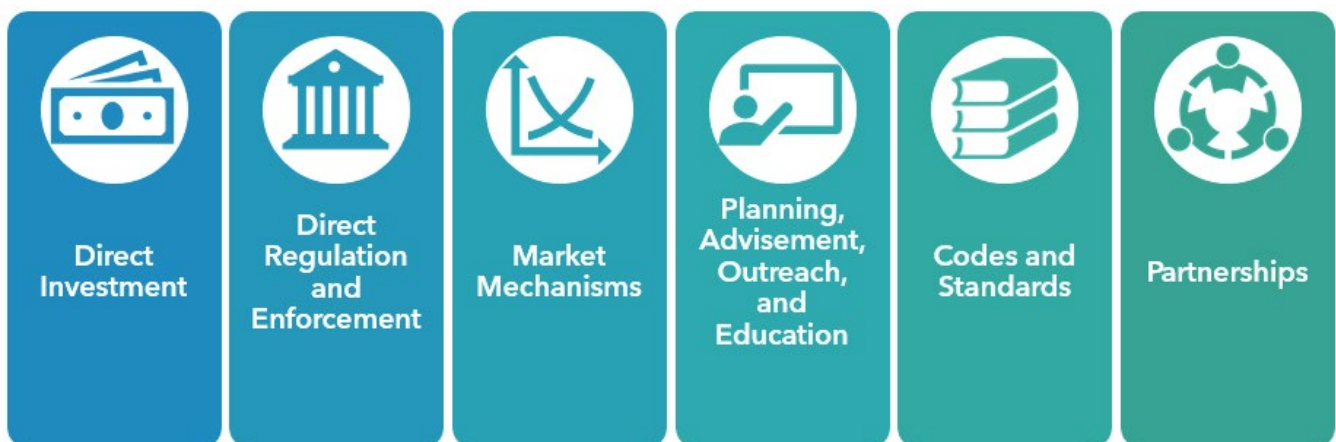 Direct
Investment
Direct
Regulation
and
Enforcement
Market
Mechanisms
Planning,
Advisement,
Outreach,
and
Education
Codes and
Standards
Partnerships